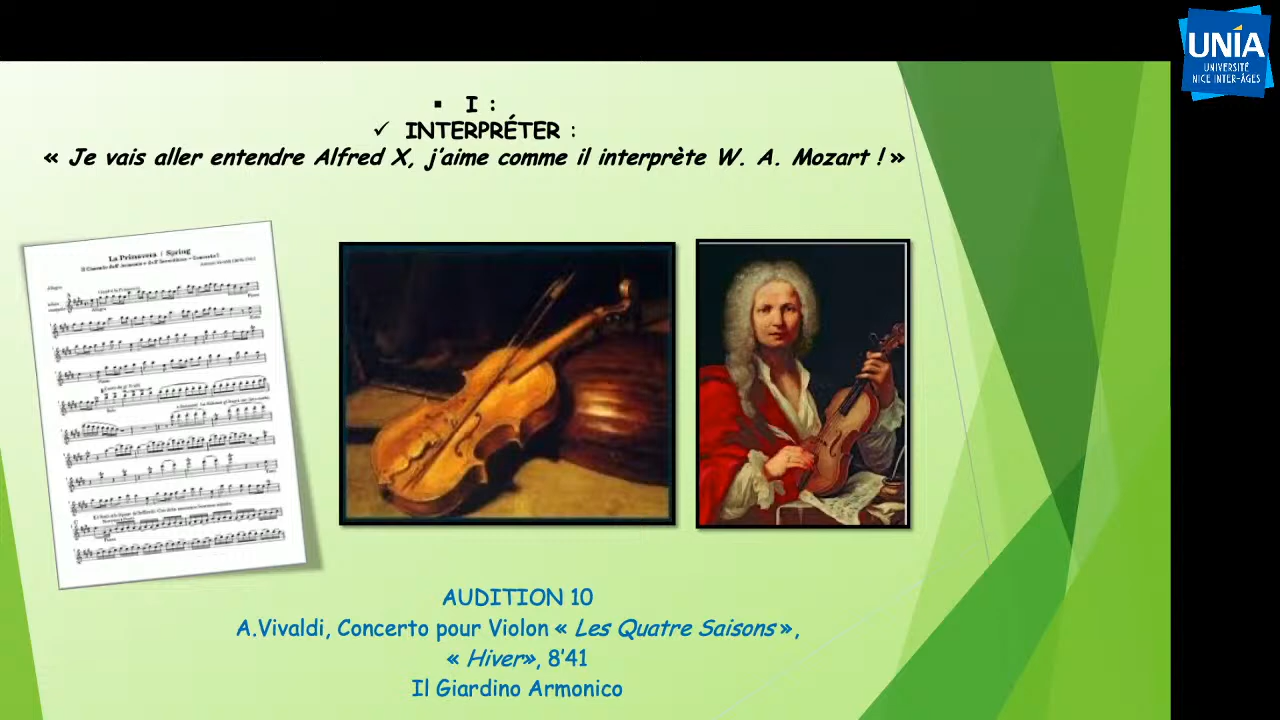 UNIA
UNIVERSITÉ
NICE INTER-ÂGES
▪ I :
✓ INTERPRÉTER :
« Je vais aller entendre Alfred X, j'aime comme il interprète W. A. Mozart ! »
La Primavera | Spring
AUDITION 10
A.Vivaldi, Concerto pour Violon « Les Quatre Saisons »,
« Hiver», 8'41
Il Giardino Armonico